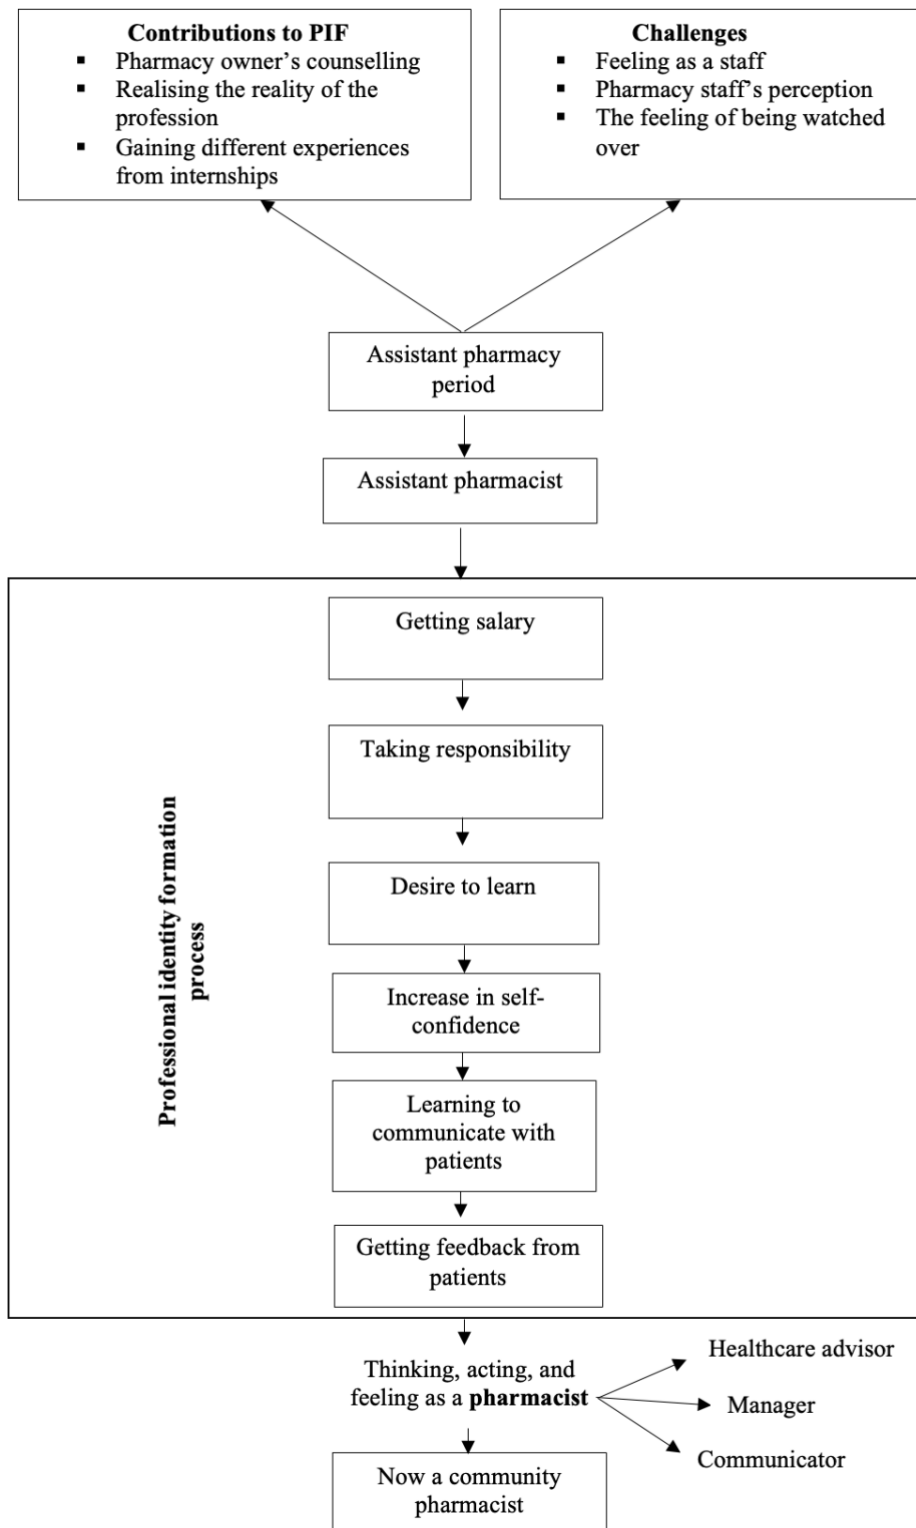 Contributions to PIF
▪ Pharmacy owner’s counselling
▪ Realising the reality of the
profession
▪ Gaining different experiences
from internships
Challenges
▪ Feeling as a staff
▪ Pharmacy staff’s perception
▪ The feeling of being watched
over
Assistant pharmacy
period
Assistant pharmacist
Professional identity formation
process
Getting salary
Taking responsibility
Desire to learn
Increase in self-
confidence
Learning to
communicate with
patients
Getting feedback from
patients
Thinking, acting, and
feeling as a pharmacist
Healthcare advisor
Manager
Communicator
Now a community
pharmacist